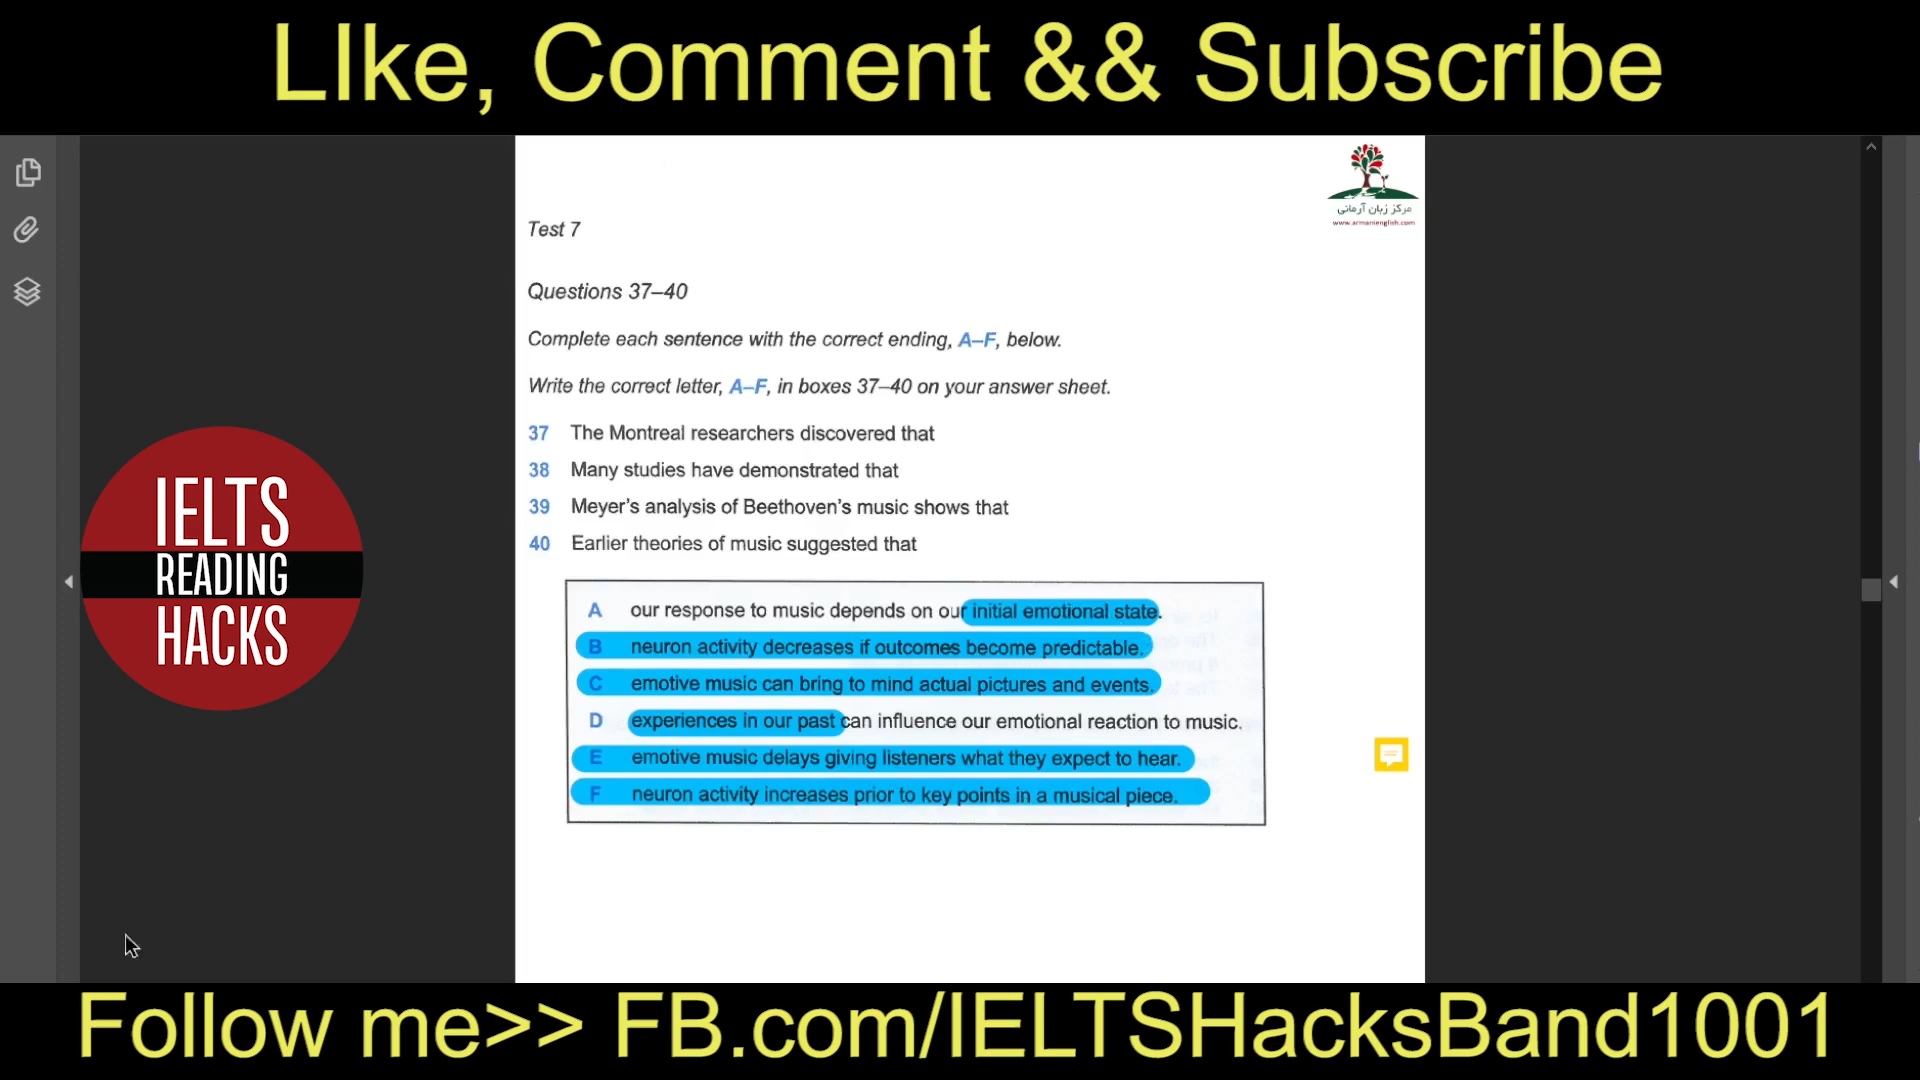 LIke, Comment && Subscribe
مرکز زبان آرمانی
www.armanienglish.com
Test 7
Questions 37–40
Complete each sentence with the correct ending, A–F, below.
Write the correct letter, A–F, in boxes 37–40 on your answer sheet.
37 The Montreal researchers discovered that
38 Many studies have demonstrated that
39 Meyer's analysis of Beethoven's music shows that
40 Earlier theories of music suggested that
IELTS
READING
HACKS
A our response to music depends on our initial emotional state.
B neuron activity decreases if outcomes become predictable.
C emotive music can bring to mind actual pictures and events.
D experiences in our past can influence our emotional reaction to music.
E emotive music delays giving listeners what they expect to hear.
F neuron activity increases prior to key points in a musical piece.
Follow me>> FB.com/IELTSHacksBand1001